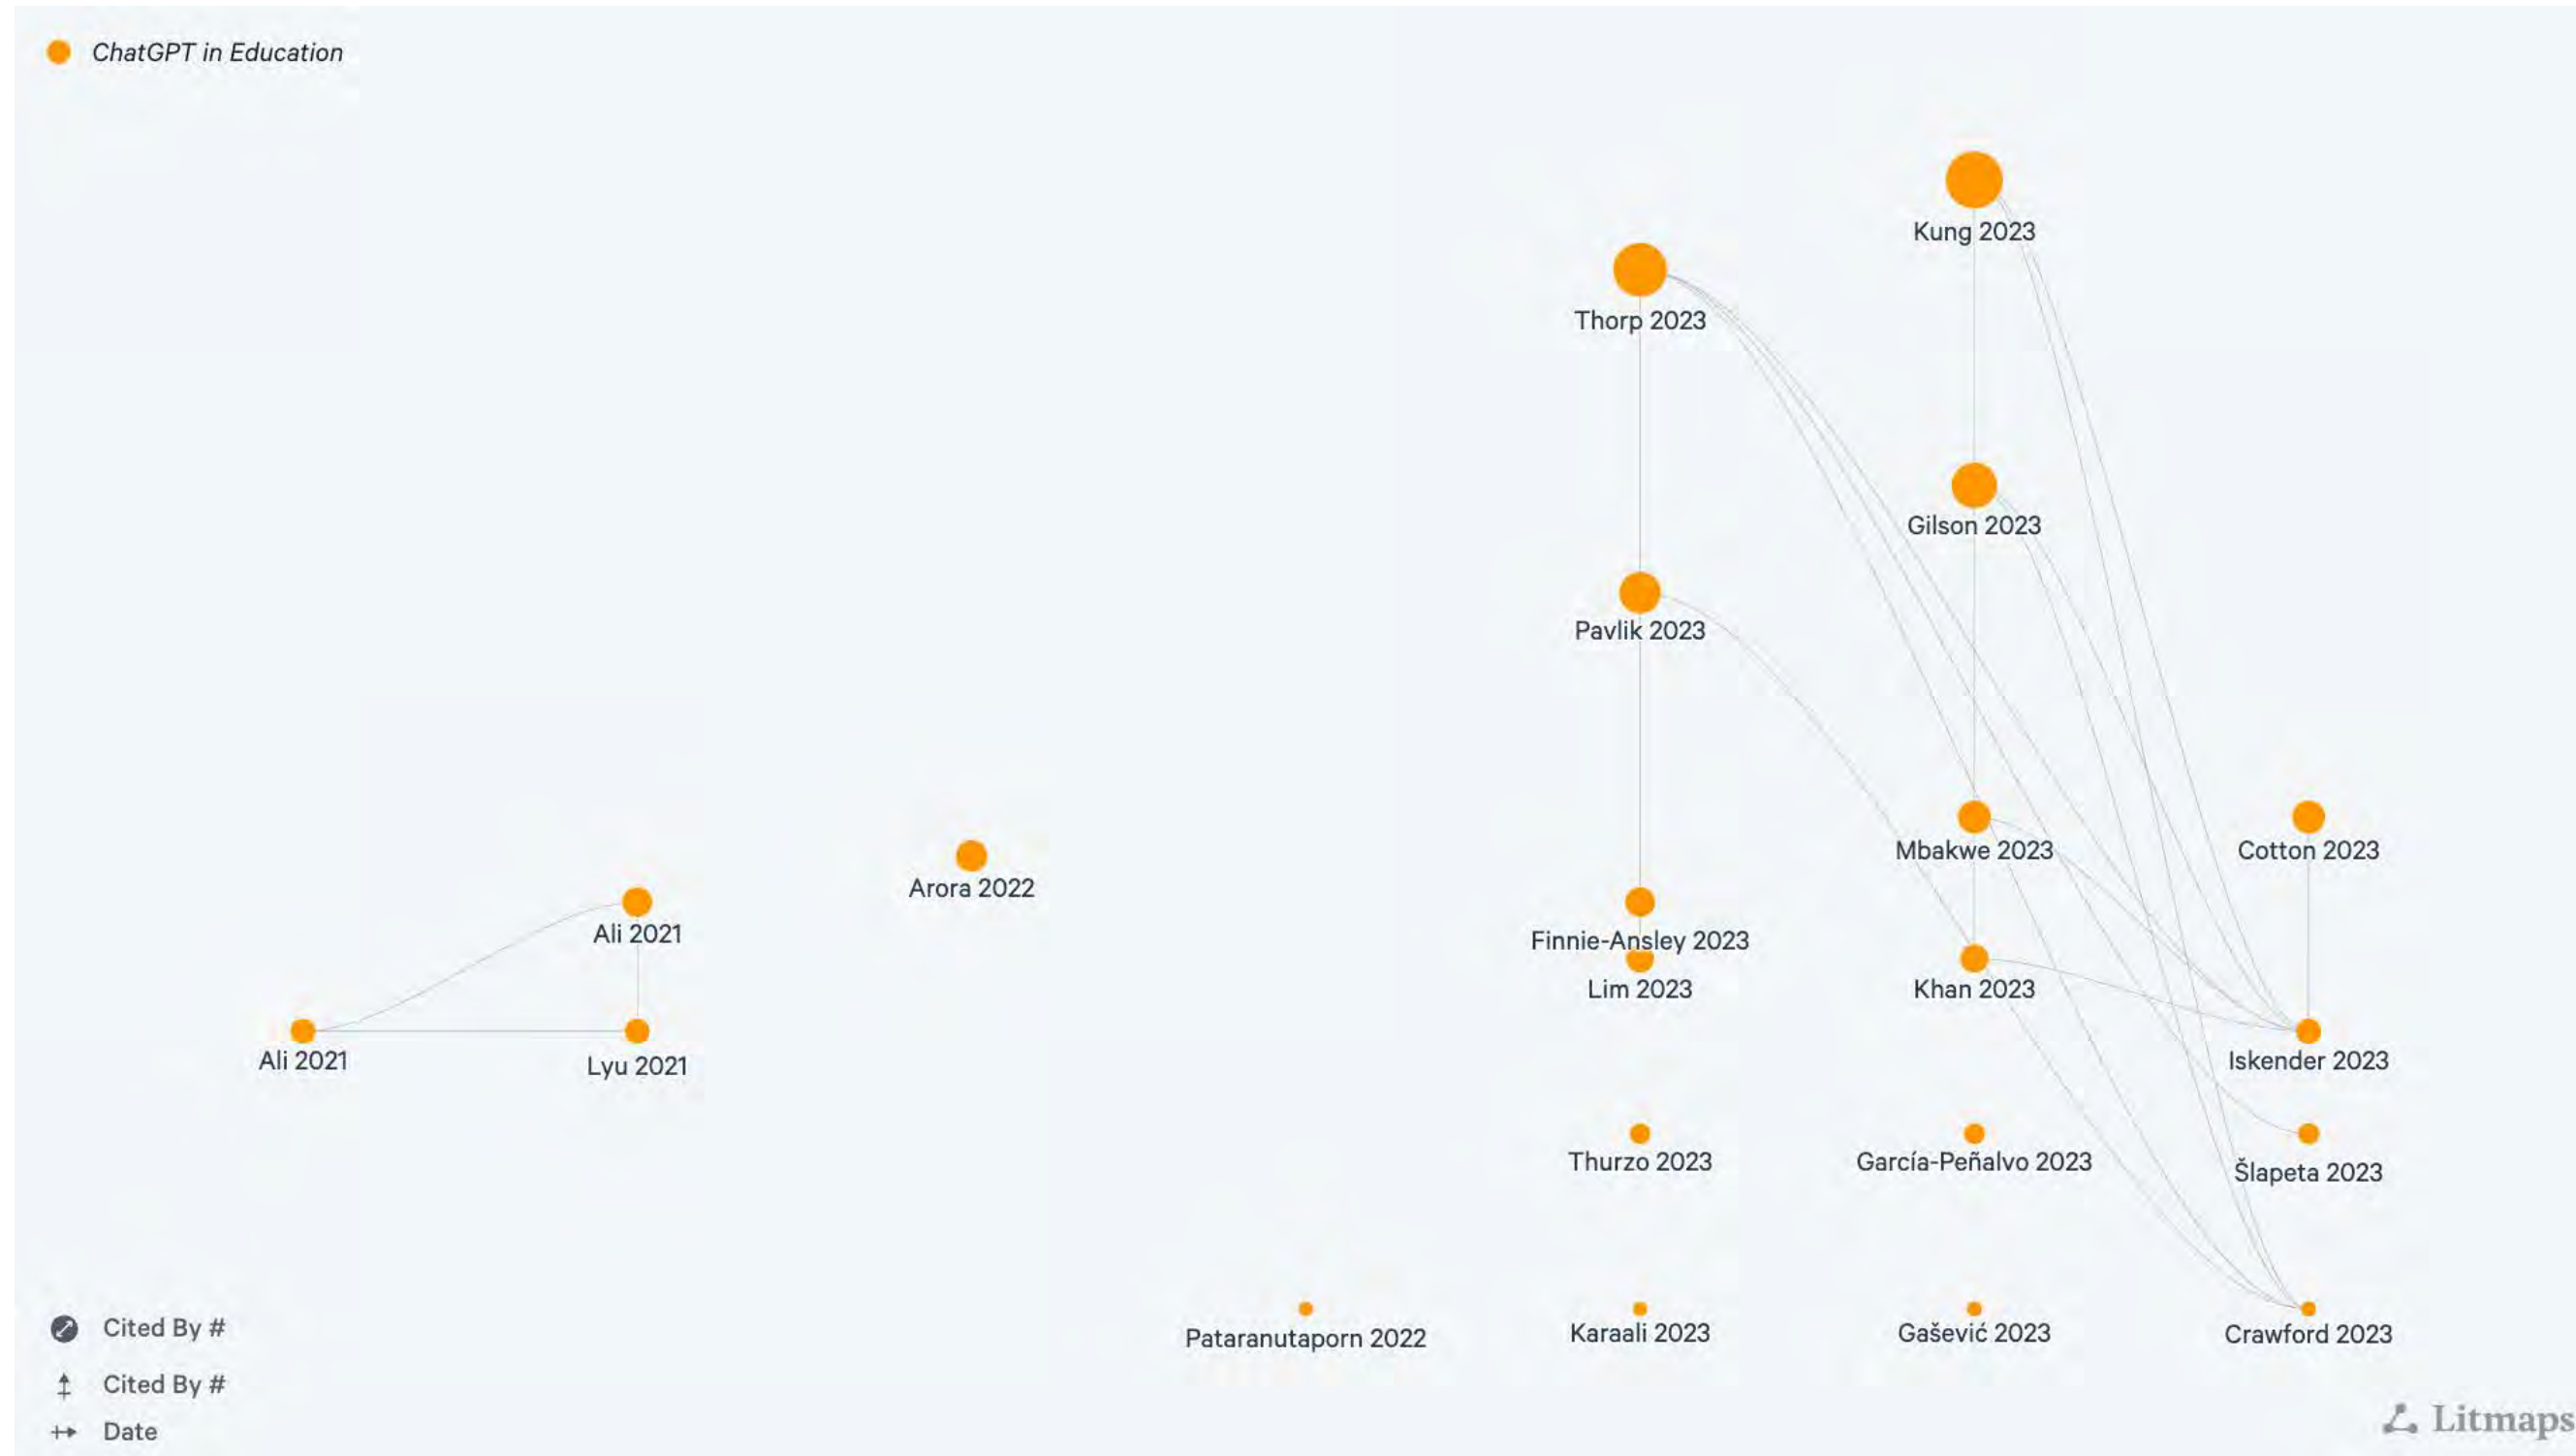 ChatGPT in Education
Kung 2023
Thorp 2023
Gilson 2023
Pavlik 2023
Mbakwe 2023
Cotton 2023
Arora 2022
Ali 2021
Finnie-Ansley 2023
Lim 2023
Khan 2023
Ali 2021
Lyu 2021
Iskender 2023
Thurzo 2023
García-Peñalvo 2023
Šlapeta 2023
Pataranutaporn 2022
Karaali 2023
Gašević 2023
Crawford 2023
Cited By #
Cited By #
Date
Litmaps